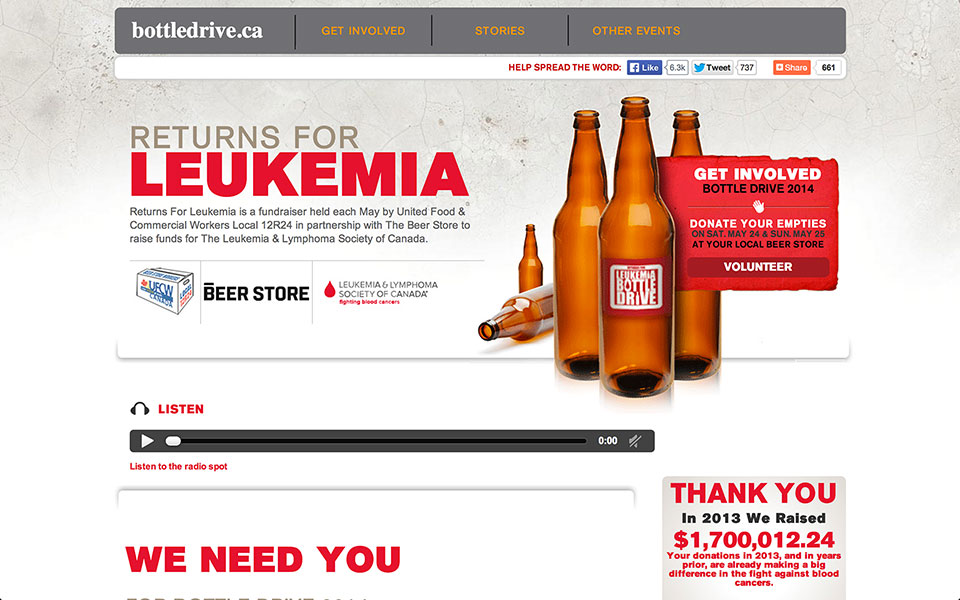 bottledrive.ca
GET INVOLVED
STORIES
OTHER EVENTS
HELP SPREAD THE WORD:
Like
6.3k
Tweet
737
Share
661
RETURNS FOR
LEUKEMIA
Returns For Leukemia is a fundraiser held each May by United Food &
Commercial Workers Local 12R24 in partnership with The Beer Store to
raise funds for The Leukemia & Lymphoma Society of Canada.
UFCW
CANADA
THE BEER STORE
LEUKEMIA & LYMPHOMA
SOCIETY OF CANADA
fighting blood cancers
LEUKEMIA
BOTTLE
DRIVE
GET INVOLVED
BOTTLE DRIVE 2014
DONATE YOUR EMPTIES
ON SAT. MAY 24 & SUN. MAY 25
AT YOUR LOCAL BEER STORE
VOLUNTEER
LISTEN
0:00
Listen to the radio spot
WE NEED YOU
FOR BOTTLE DRIVE 2014
THANK YOU
In 2013 We Raised
$1,700,012.24
Your donations in 2013, and in years
prior, are already making a big
difference in the fight against blood
cancers.